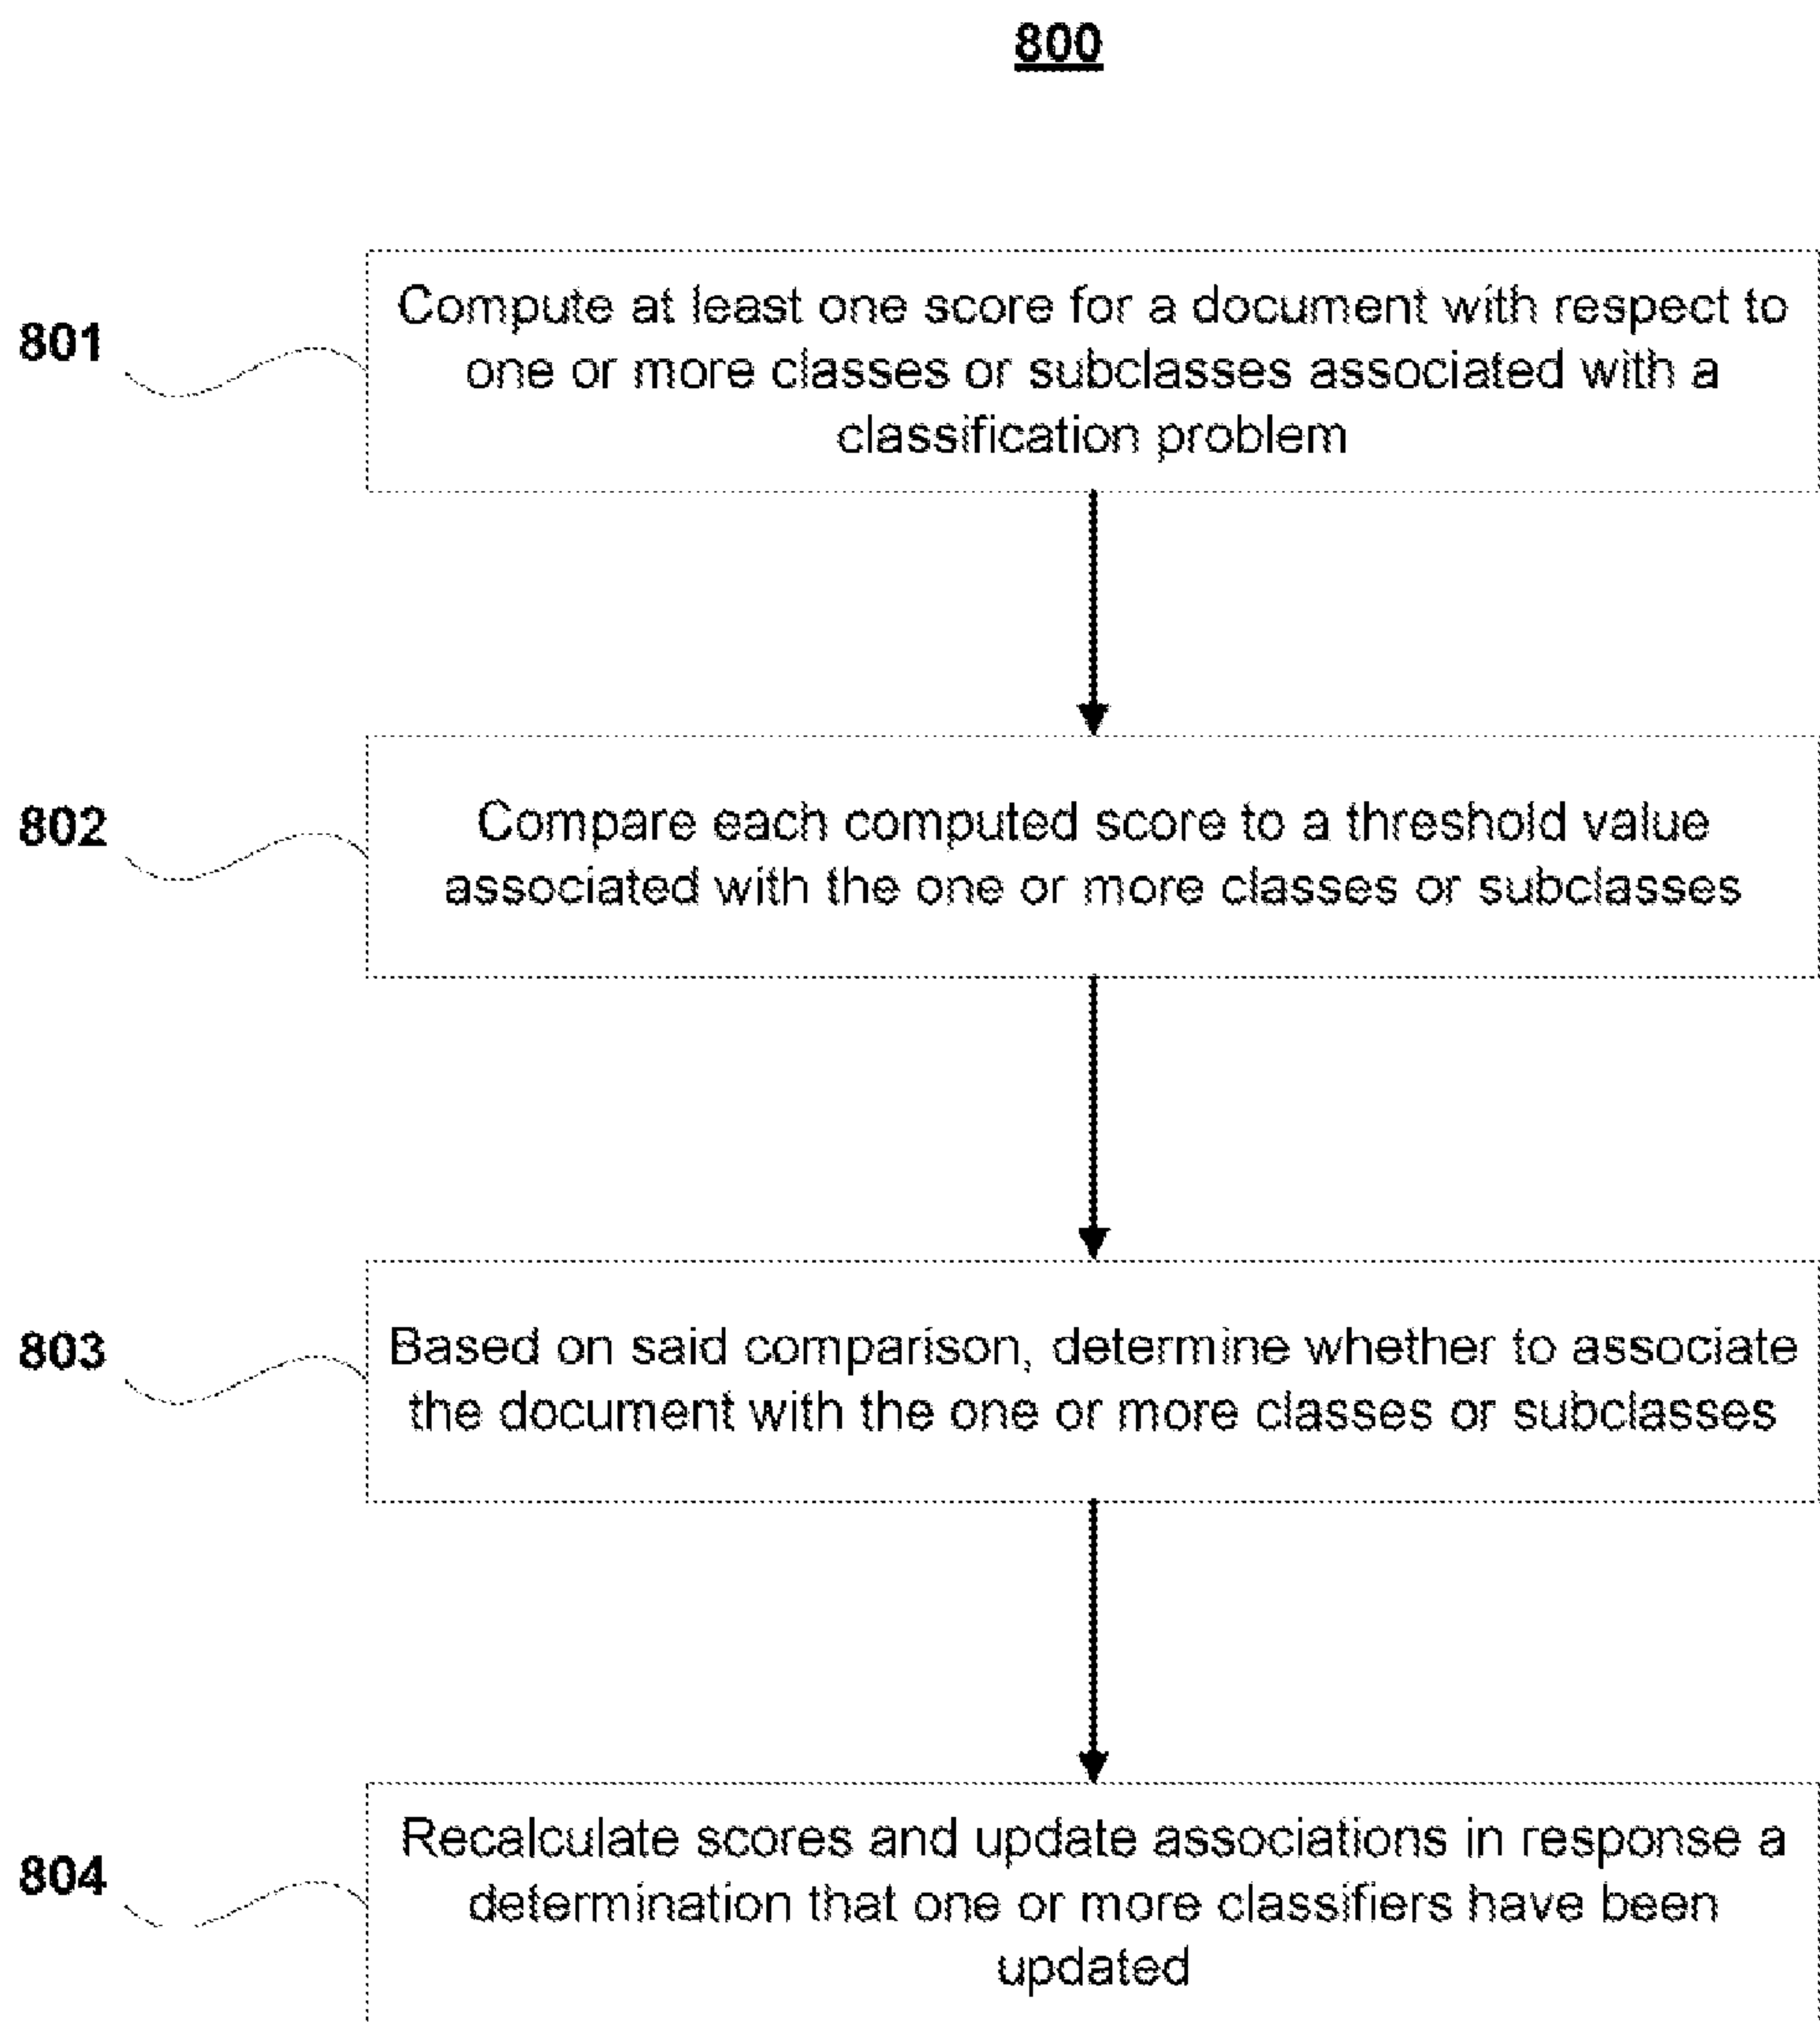 800
801
Compute at least one score for a document with respect to
one or more classes or subclasses associated with a
classification problem
802
Compare each computed score to a threshold value
associated with the one or more classes or subclasses
803
Based on said comparison, determine whether to associate
the document with the one or more classes or subclasses
804
Recalculate scores and update associations in response a
determination that one or more classifiers have been
updated